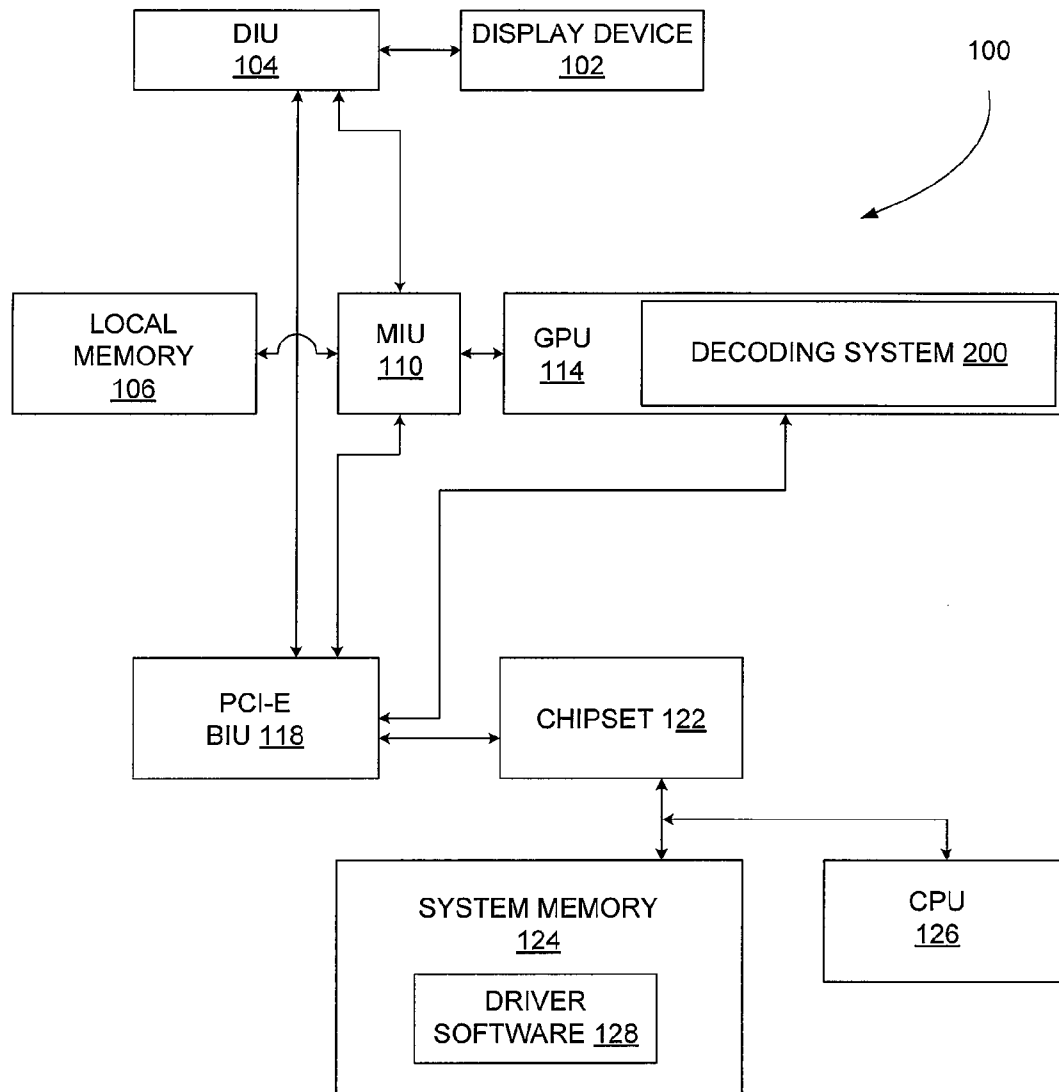 DIU
104
DISPLAY DEVICE
102
100
LOCAL
MEMORY
106
MIU
110
GPU
114
DECODING SYSTEM 200
PCI-E
BIU 118
CHIPSET 122
SYSTEM MEMORY
124
DRIVER
SOFTWARE 128
CPU
126